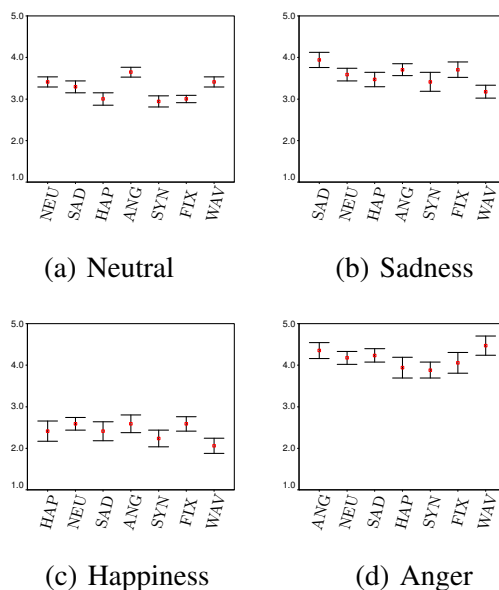 5.0
4.0
3.0
2.0
1.0
NEU SAD HAP ANG SYN FIX WAV
(a) Neutral
5.0
4.0
3.0
2.0
1.0
SAD NEU HAP ANG SYN FIX WAV
(b) Sadness
5.0
4.0
3.0
2.0
1.0
HAP NEU SAD ANG SYN FIX WAV
(c) Happiness
5.0
4.0
3.0
2.0
1.0
ANG NEU SAD HAP SYN FIX WAV
(d) Anger